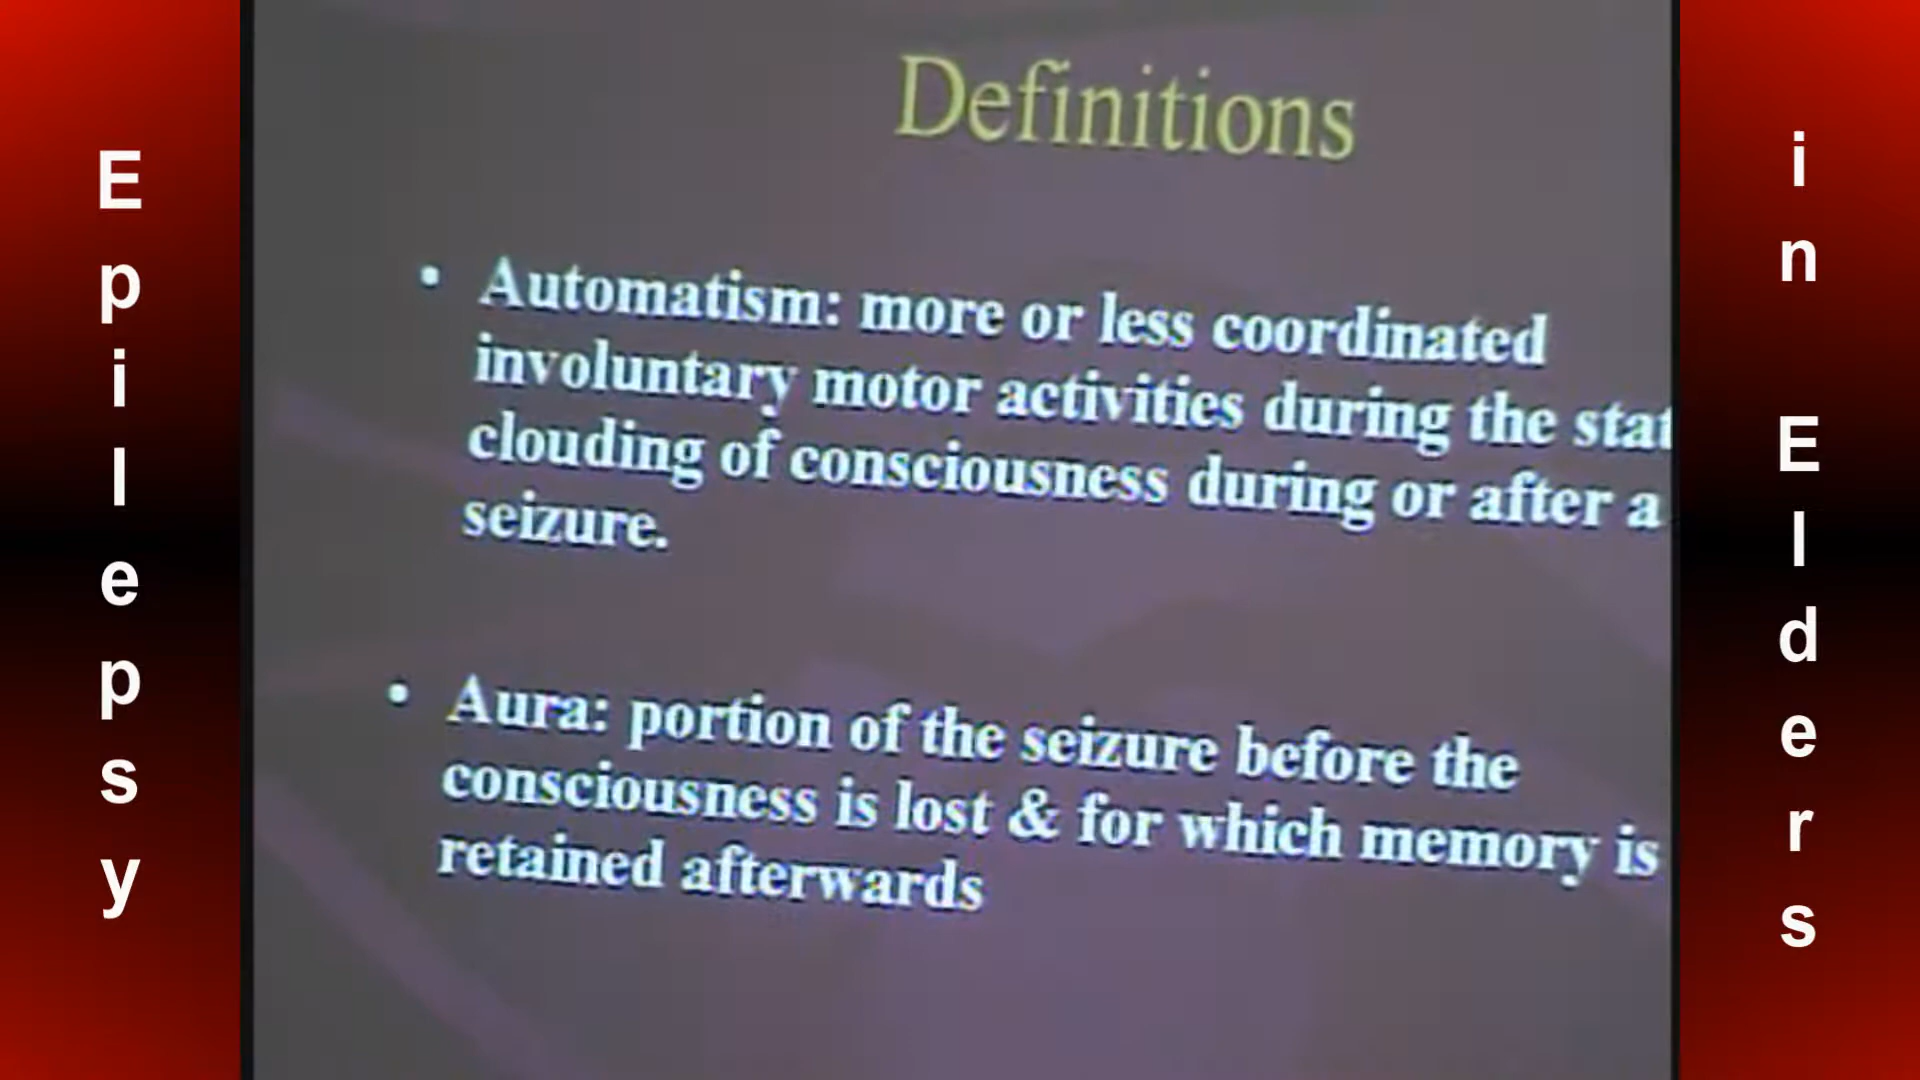 Epilepsy
Definitions
• Automatism: more or less coordinated
involuntary motor activities during the stat
clouding of consciousness during or after a
seizure.
• Aura: portion of the seizure before the
consciousness is lost & for which memory is
retained afterwards
in Elders